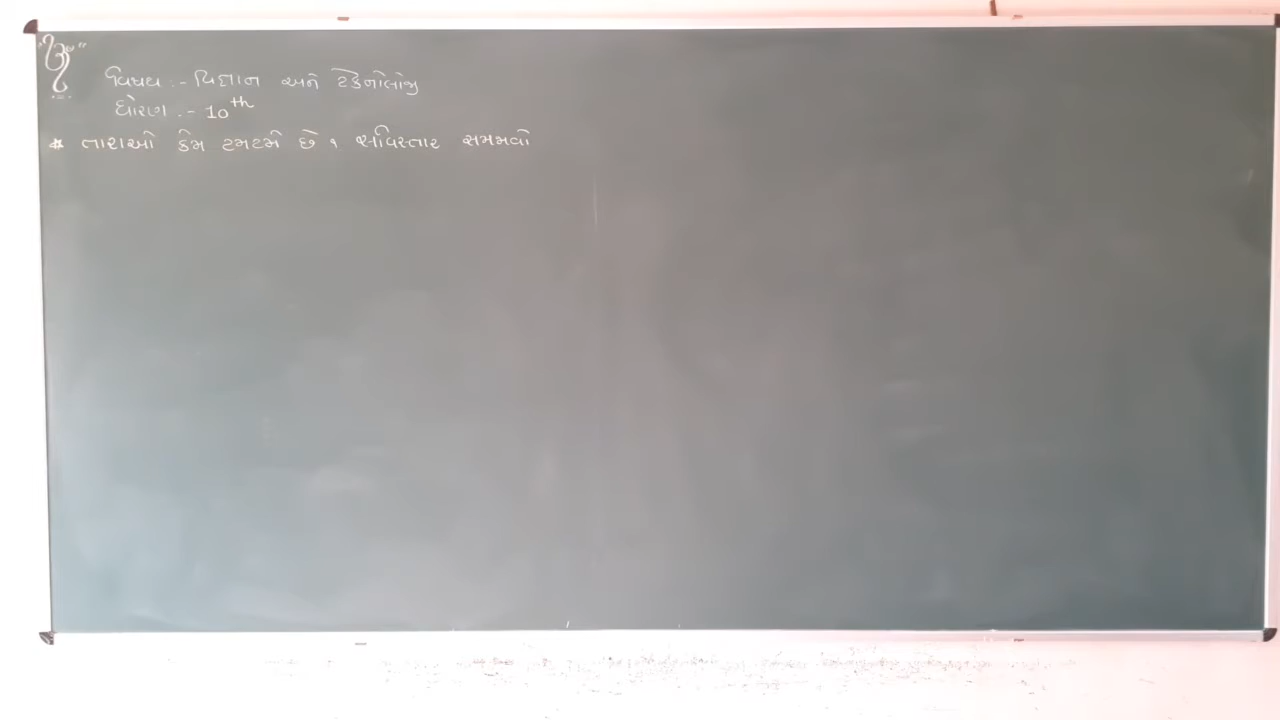 વિષય :- વિજ્ઞાન અને ટેકનોલોજી
ધોરણ :- 10th
* તારાઓ કેમ ટમટમે છે ? સવિસ્તાર સમજાવો